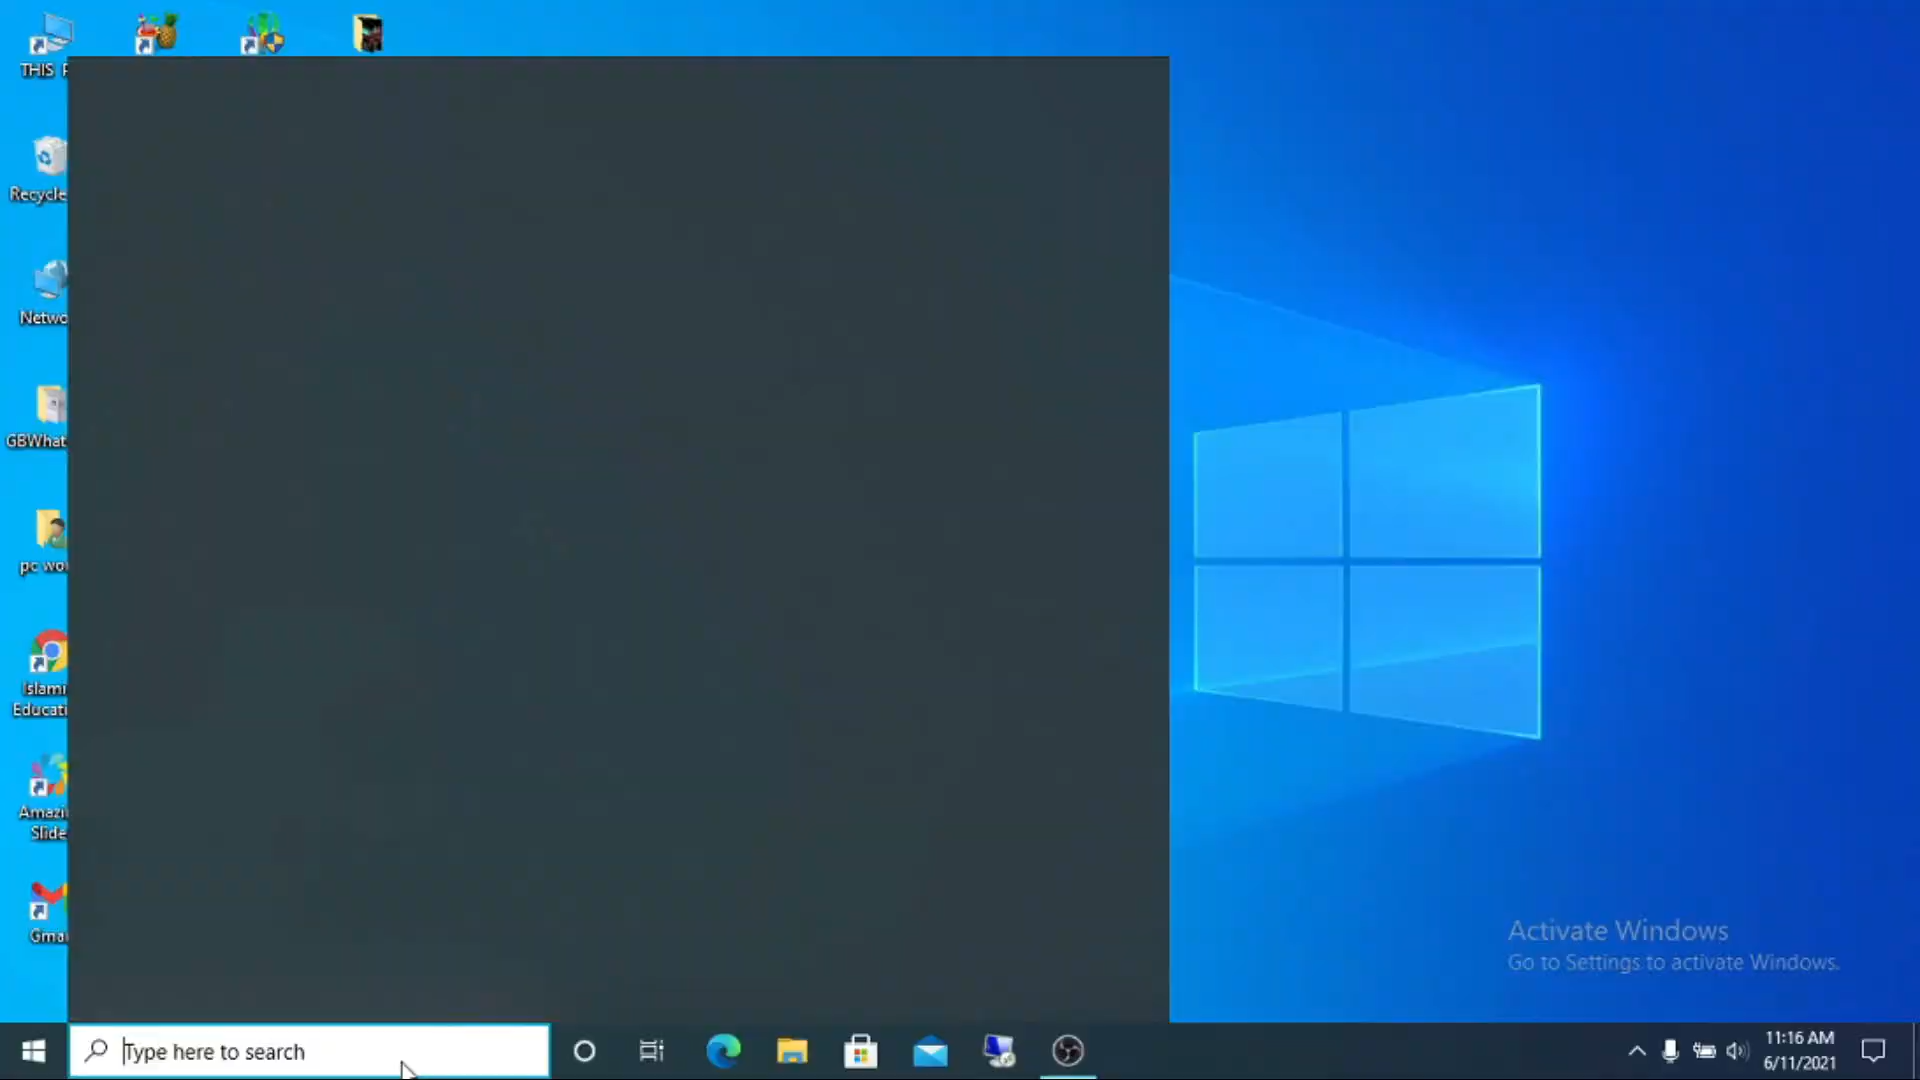 THIS
Recycle
Netwo
GBWhat
pc wo
Islami
Educati
Amazi
Slide
Gma
Activate Windows
Go to Settings to activate Windows.
Type here to search
11:16 AM
6/11/2021